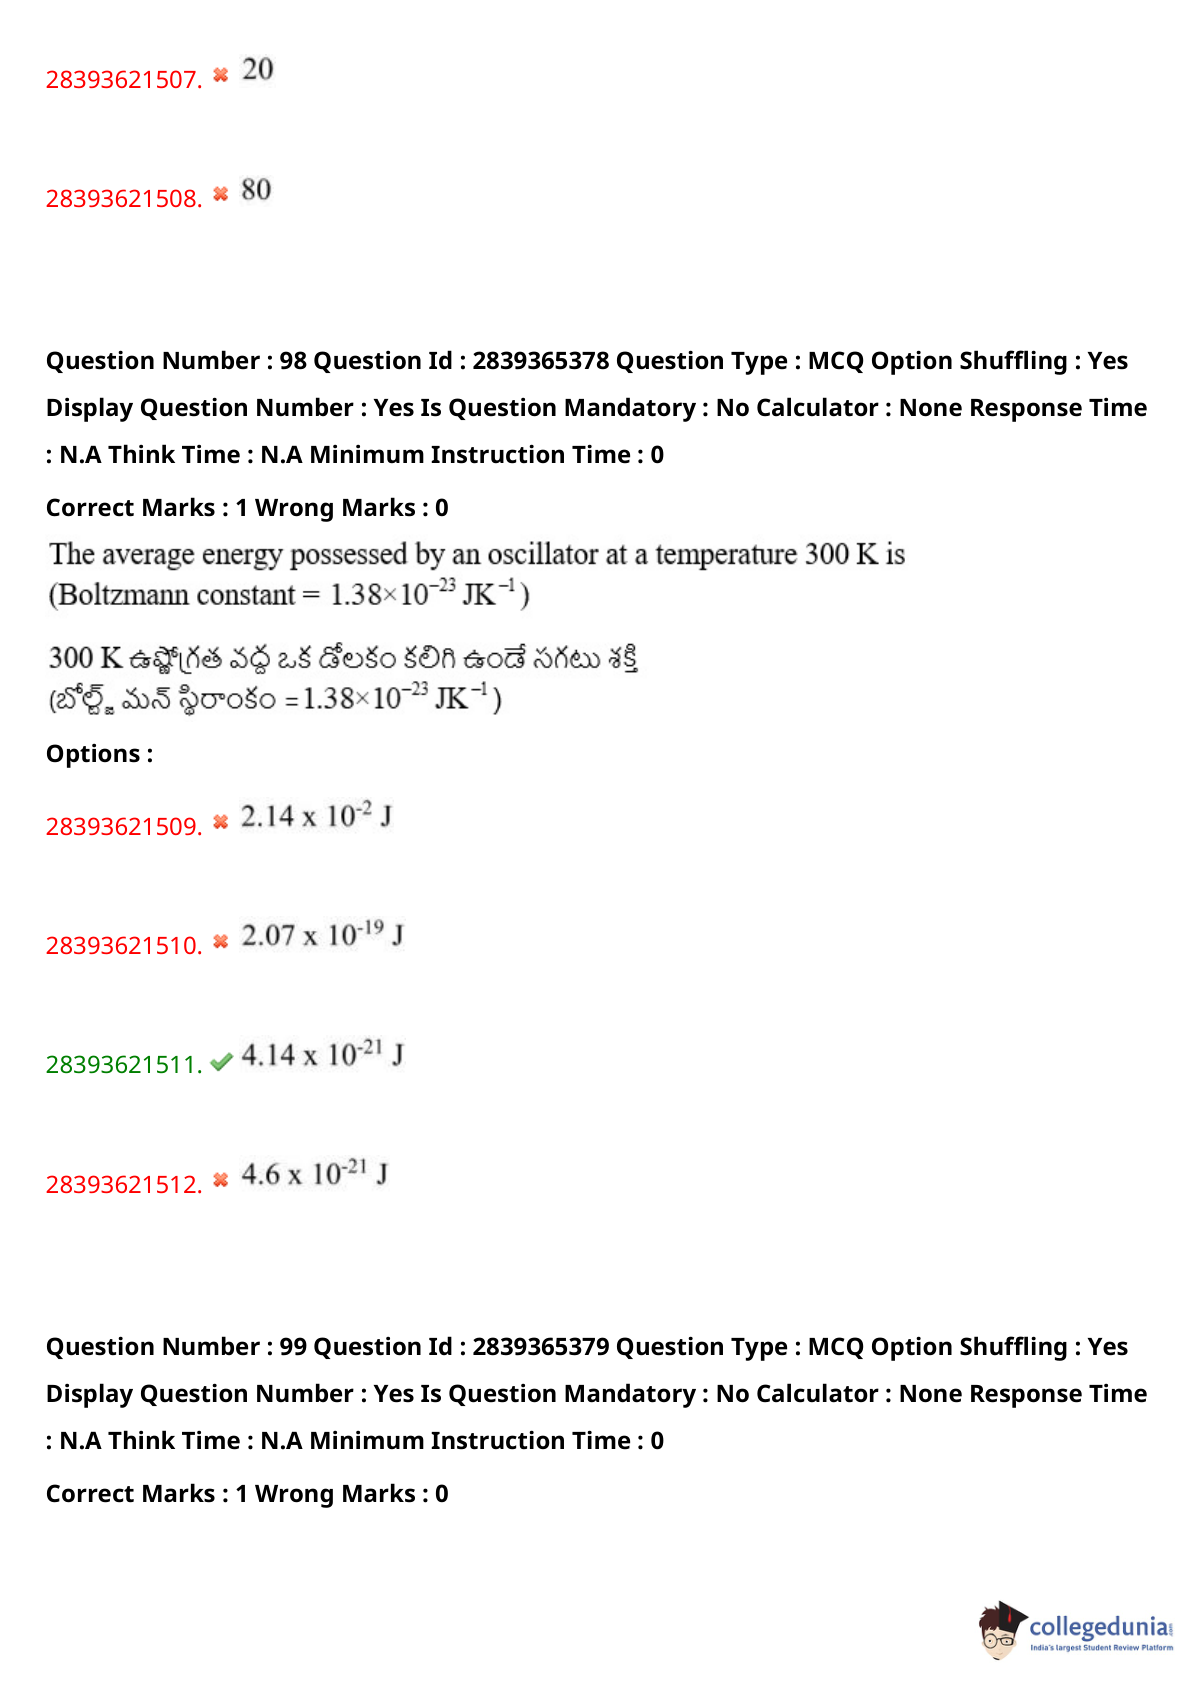 28393621507. 20
28393621508. 80
Question Number : 98 Question Id : 2839365378 Question Type : MCQ Option Shuffling : Yes
Display Question Number : Yes Is Question Mandatory : No Calculator : None Response Time
: N.A Think Time : N.A Minimum Instruction Time : 0
Correct Marks : 1 Wrong Marks : 0
The average energy possessed by an oscillator at a temperature 300 K is
(Boltzmann constant = 1.38×10⁻²³ JK⁻¹)
300 K ఉష్ణోగ్రత వద్ద ఒక డోలకం కలిగి ఉండే సగటు శక్తి
(బోల్ట్జ్ మన్ స్థిరాంకం =1.38×10⁻²³ JK⁻¹)
Options :
28393621509. 2.14 x 10⁻² J
28393621510. 2.07 x 10⁻¹⁹ J
28393621511. 4.14 x 10⁻²¹ J
28393621512. 4.6 x 10⁻²¹ J
Question Number : 99 Question Id : 2839365379 Question Type : MCQ Option Shuffling : Yes
Display Question Number : Yes Is Question Mandatory : No Calculator : None Response Time
: N.A Think Time : N.A Minimum Instruction Time : 0
Correct Marks : 1 Wrong Marks : 0
collegedunia.com
India's largest Student Review Platform